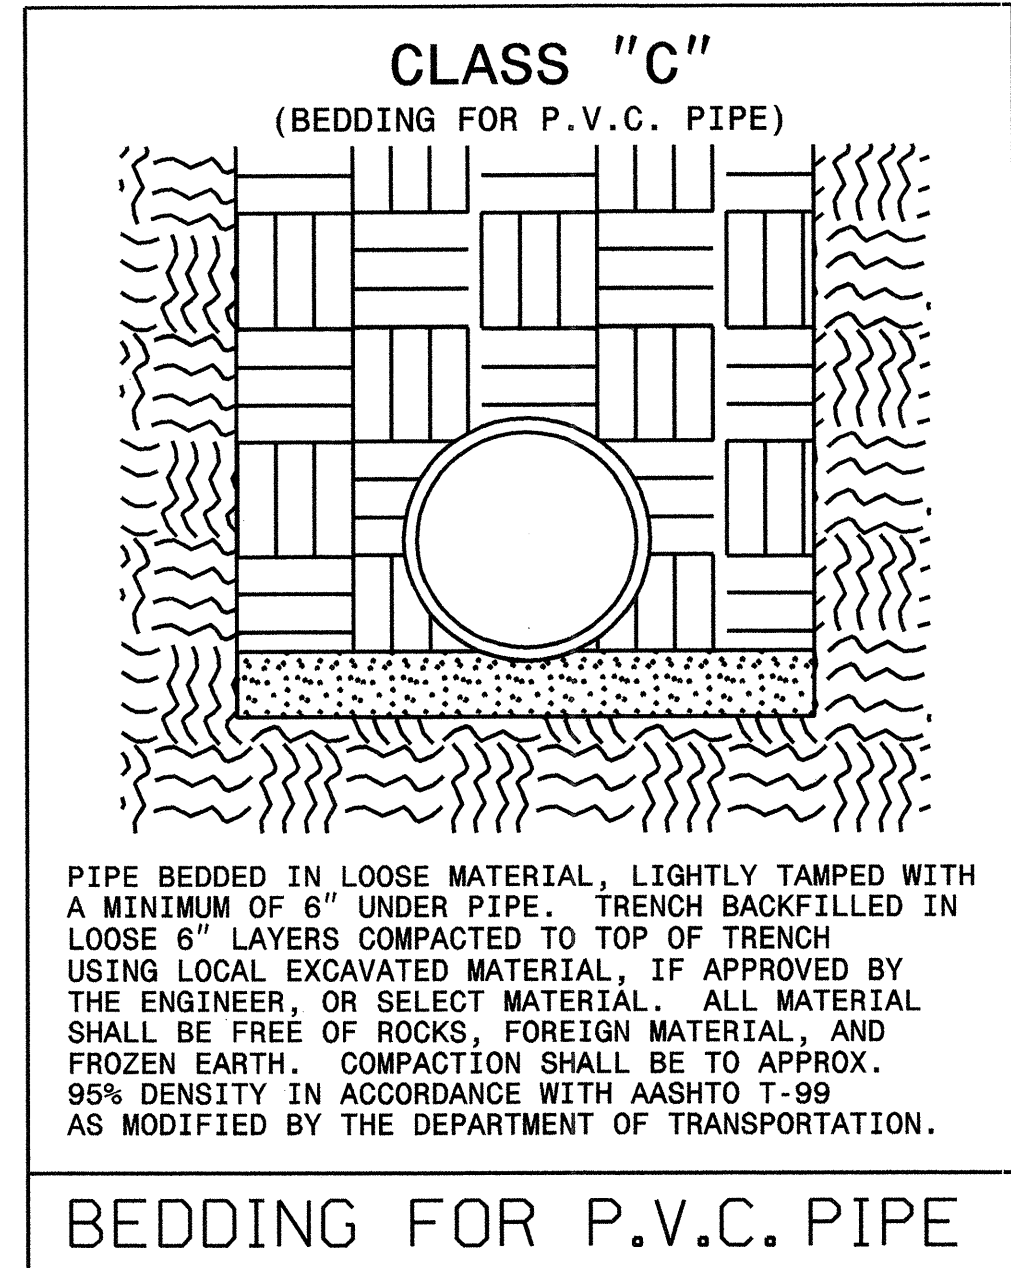 CLASS "C"
(BEDDING FOR P.V.C. PIPE)
PIPE BEDDED IN LOOSE MATERIAL, LIGHTLY TAMPED WITH
A MINIMUM OF 6" UNDER PIPE. TRENCH BACKFILLED IN
LOOSE 6" LAYERS COMPACTED TO TOP OF TRENCH
USING LOCAL EXCAVATED MATERIAL, IF APPROVED BY
THE ENGINEER, OR SELECT MATERIAL. ALL MATERIAL
SHALL BE FREE OF ROCKS, FOREIGN MATERIAL, AND
FROZEN EARTH. COMPACTION SHALL BE TO APPROX.
95% DENSITY IN ACCORDANCE WITH AASHTO T-99
AS MODIFIED BY THE DEPARTMENT OF TRANSPORTATION.
BEDDING FOR P.V.C. PIPE